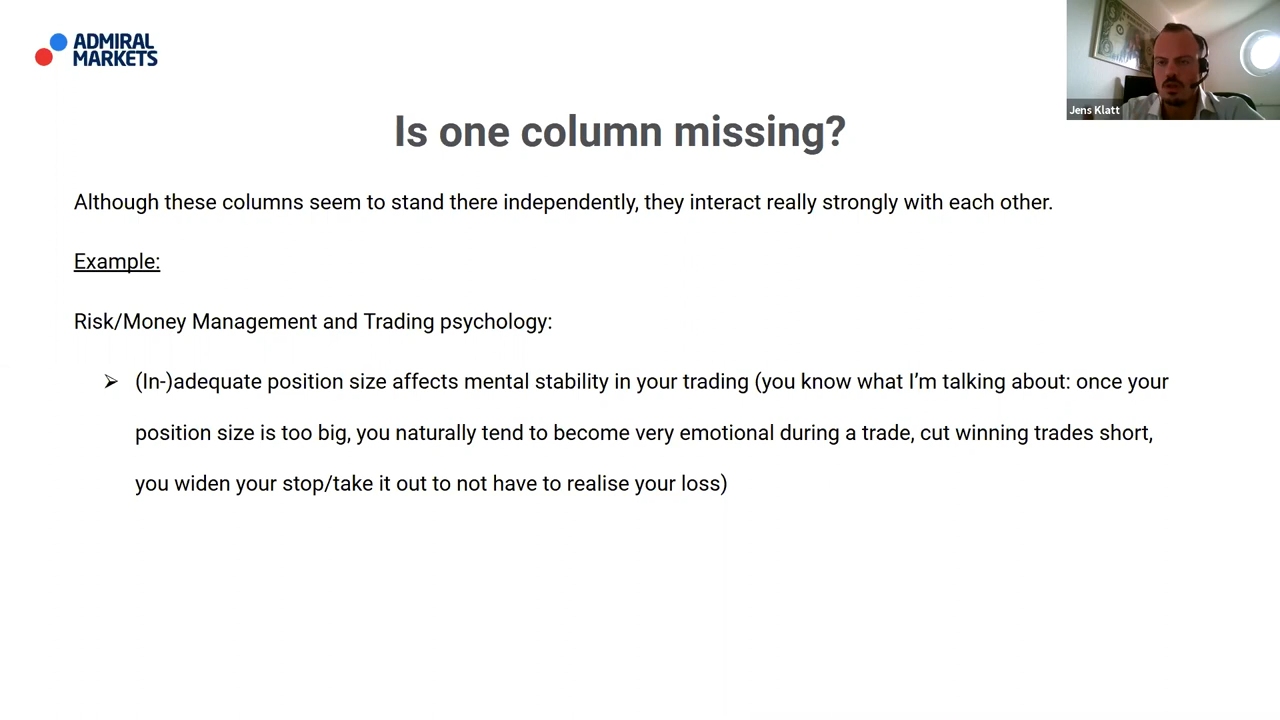 ADMIRAL
MARKETS
Jens Klatt
Is one column missing?
Although these columns seem to stand there independently, they interact really strongly with each other.
Example:
Risk/Money Management and Trading psychology:
(In-)adequate position size affects mental stability in your trading (you know what I’m talking about: once your
position size is too big, you naturally tend to become very emotional during a trade, cut winning trades short,
you widen your stop/take it out to not have to realise your loss)